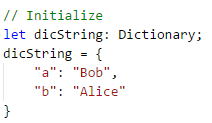 // Initialize
let dicString: Dictionary;
dicString = {
    "a": "Bob",
    "b": "Alice"
}